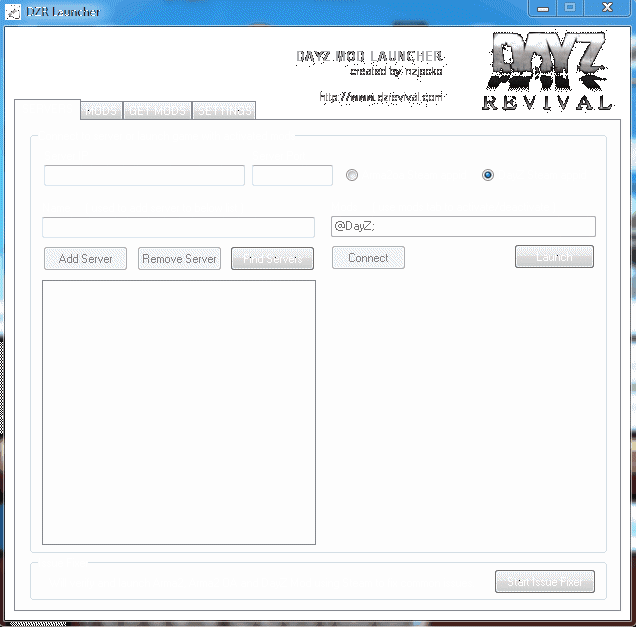 DZR Launcher
DAYZ MOD LAUNCHER
created by nzjocko
http://www.dzrevival.com
DAYZ
REVIVAL
MODS GET MODS SETTINGS
@DayZ;
Add Server Remove Server Find Servers Connect Launch
Start Issue Fixer